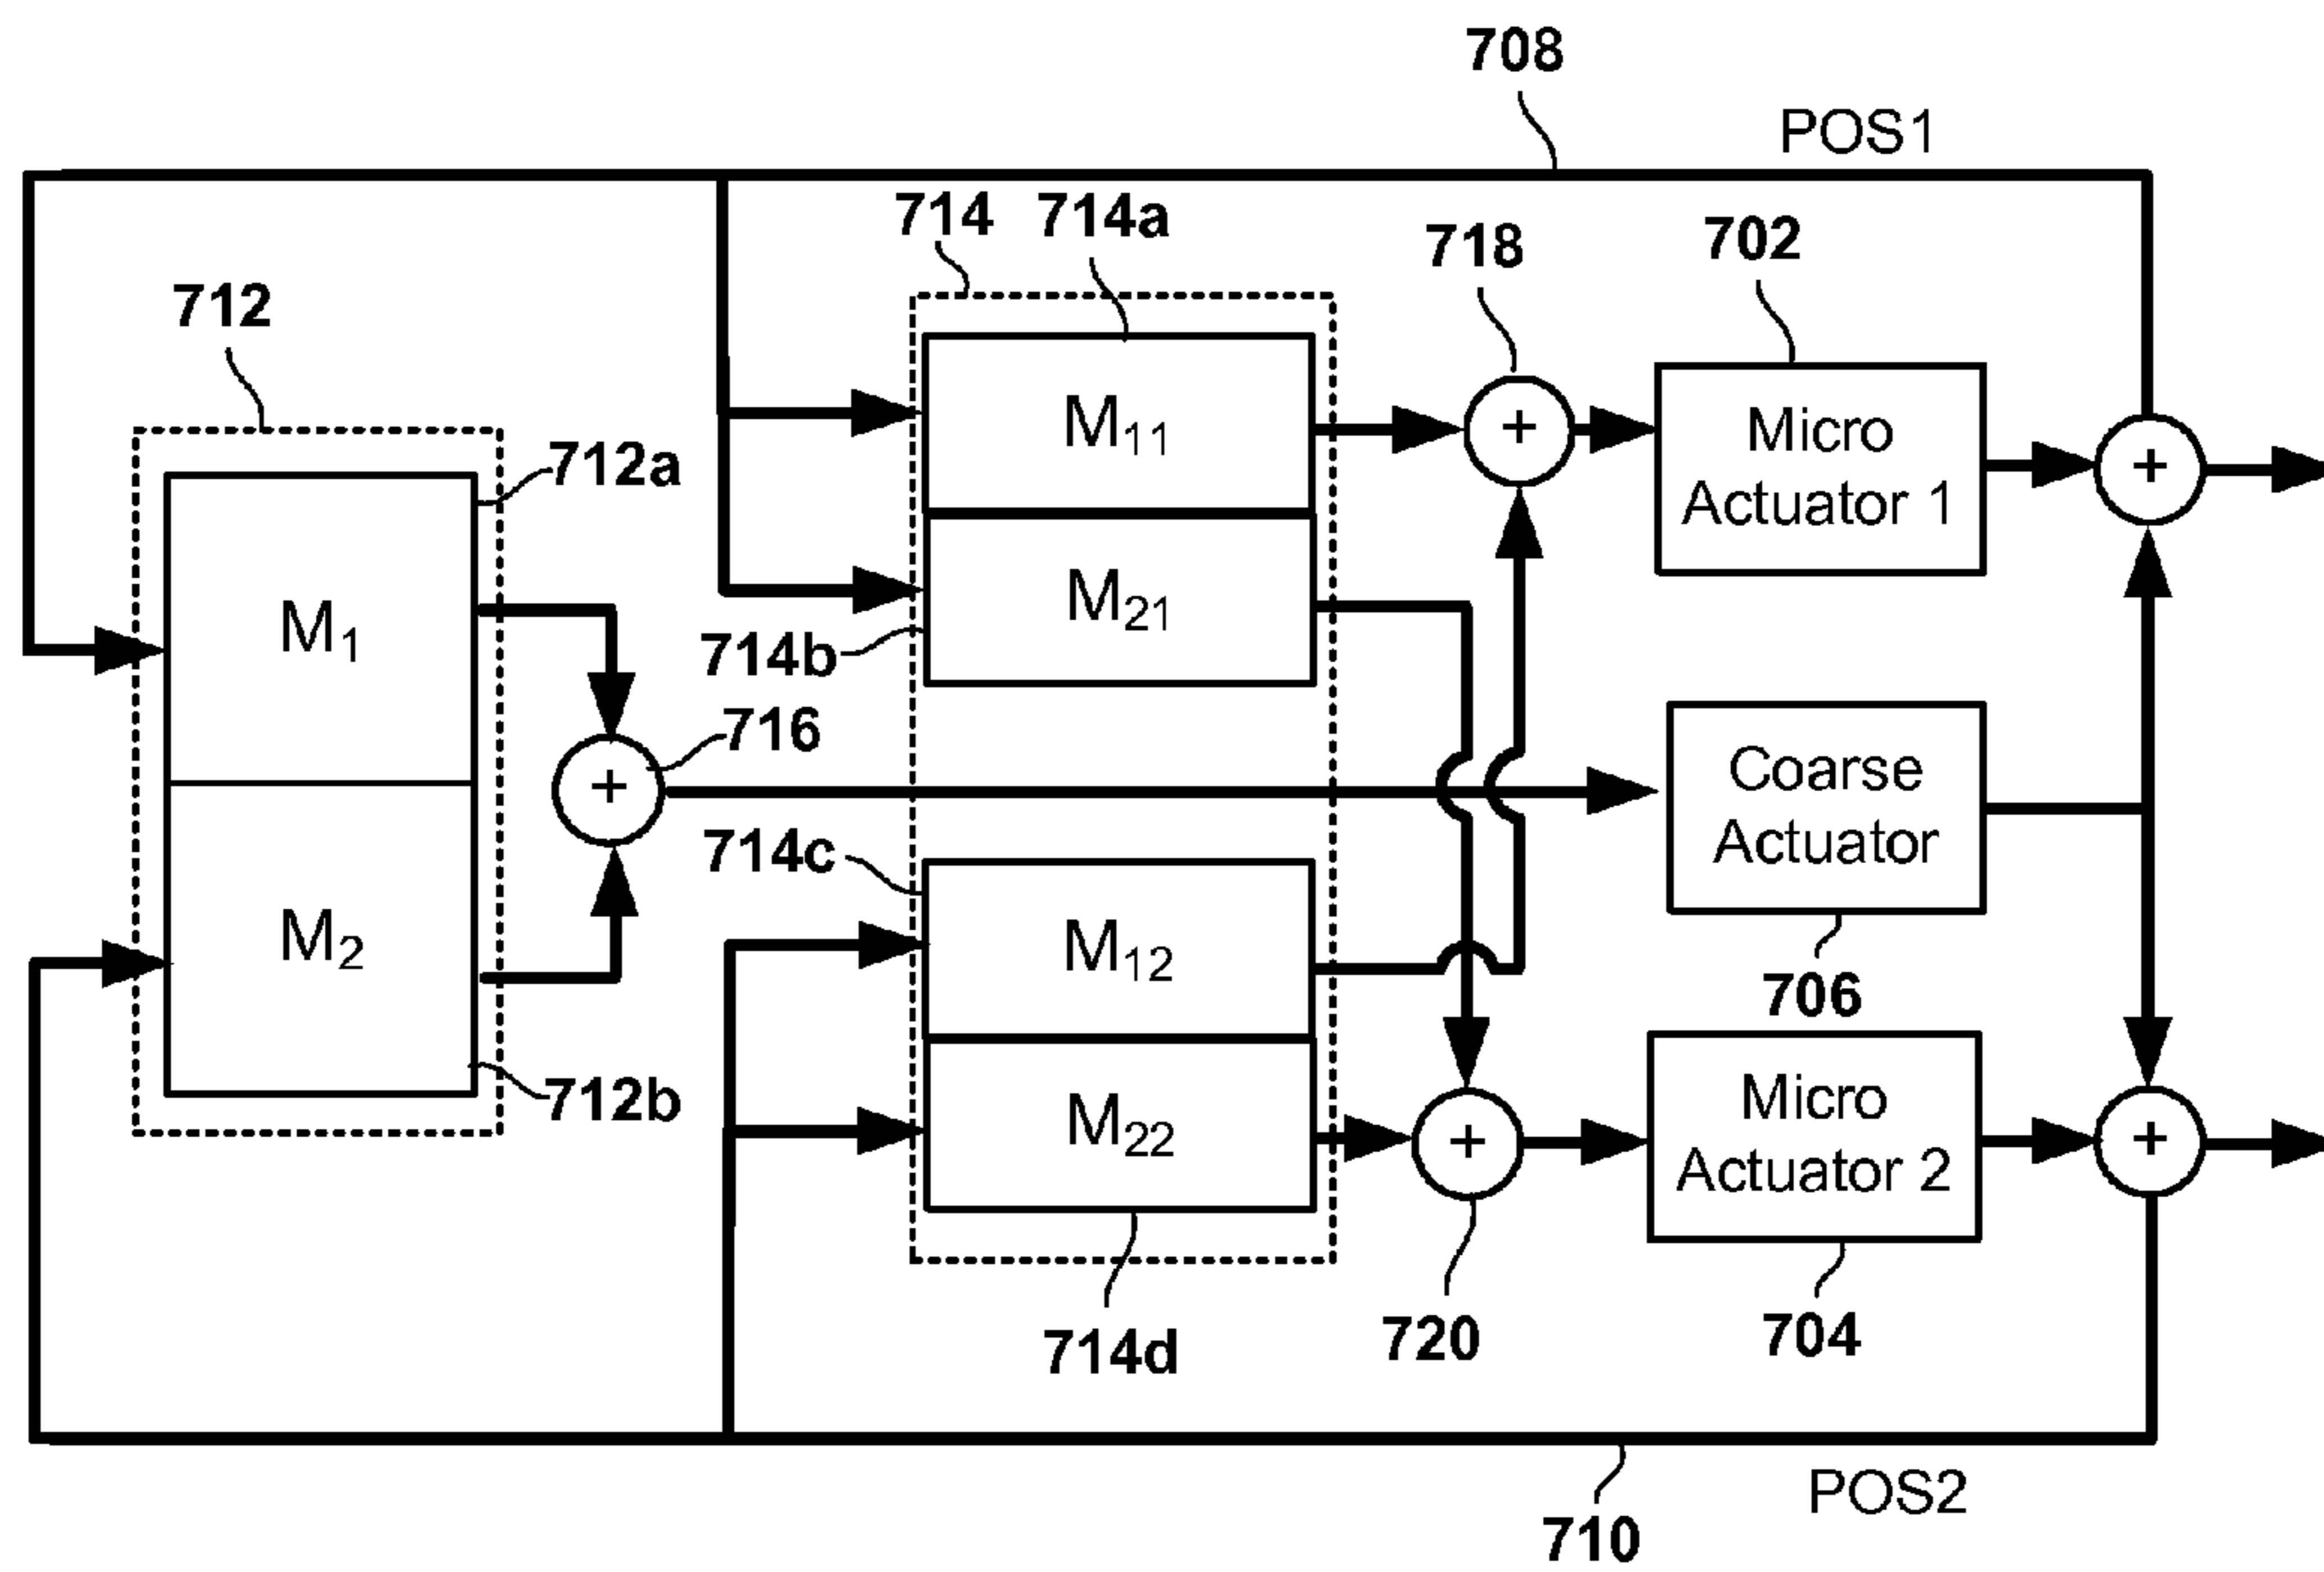 708
POS1
714
714a
718
702
712
M11
Micro
Actuator 1
+
+
712a
M1
M21
714b
716
+
Coarse
Actuator
714c
M2
M12
706
712b
M22
+
Micro
Actuator 2
+
714d
720
704
POS2
710